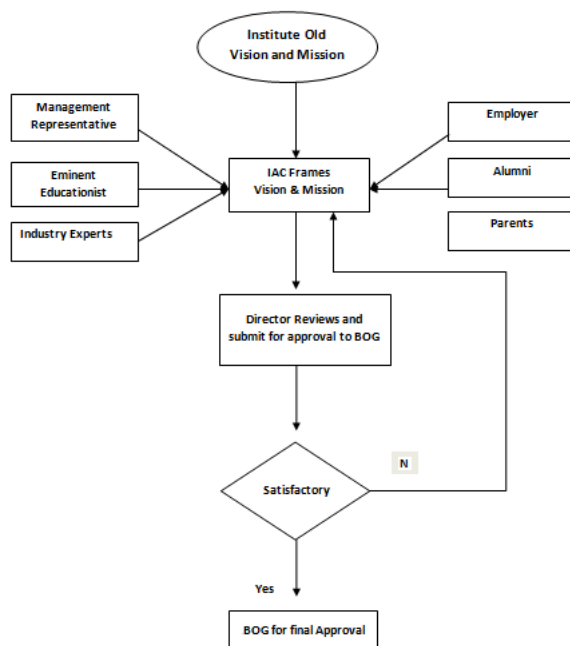 Institute Old
Vision and Mission
Management
Representative
Employer
IAC Frames
Vision & Mission
Eminent
Educationist
Alumni
Industry Experts
Parents
Director Reviews and
submit for approval to BOG
N
Satisfactory
Yes
BOG for final Approval